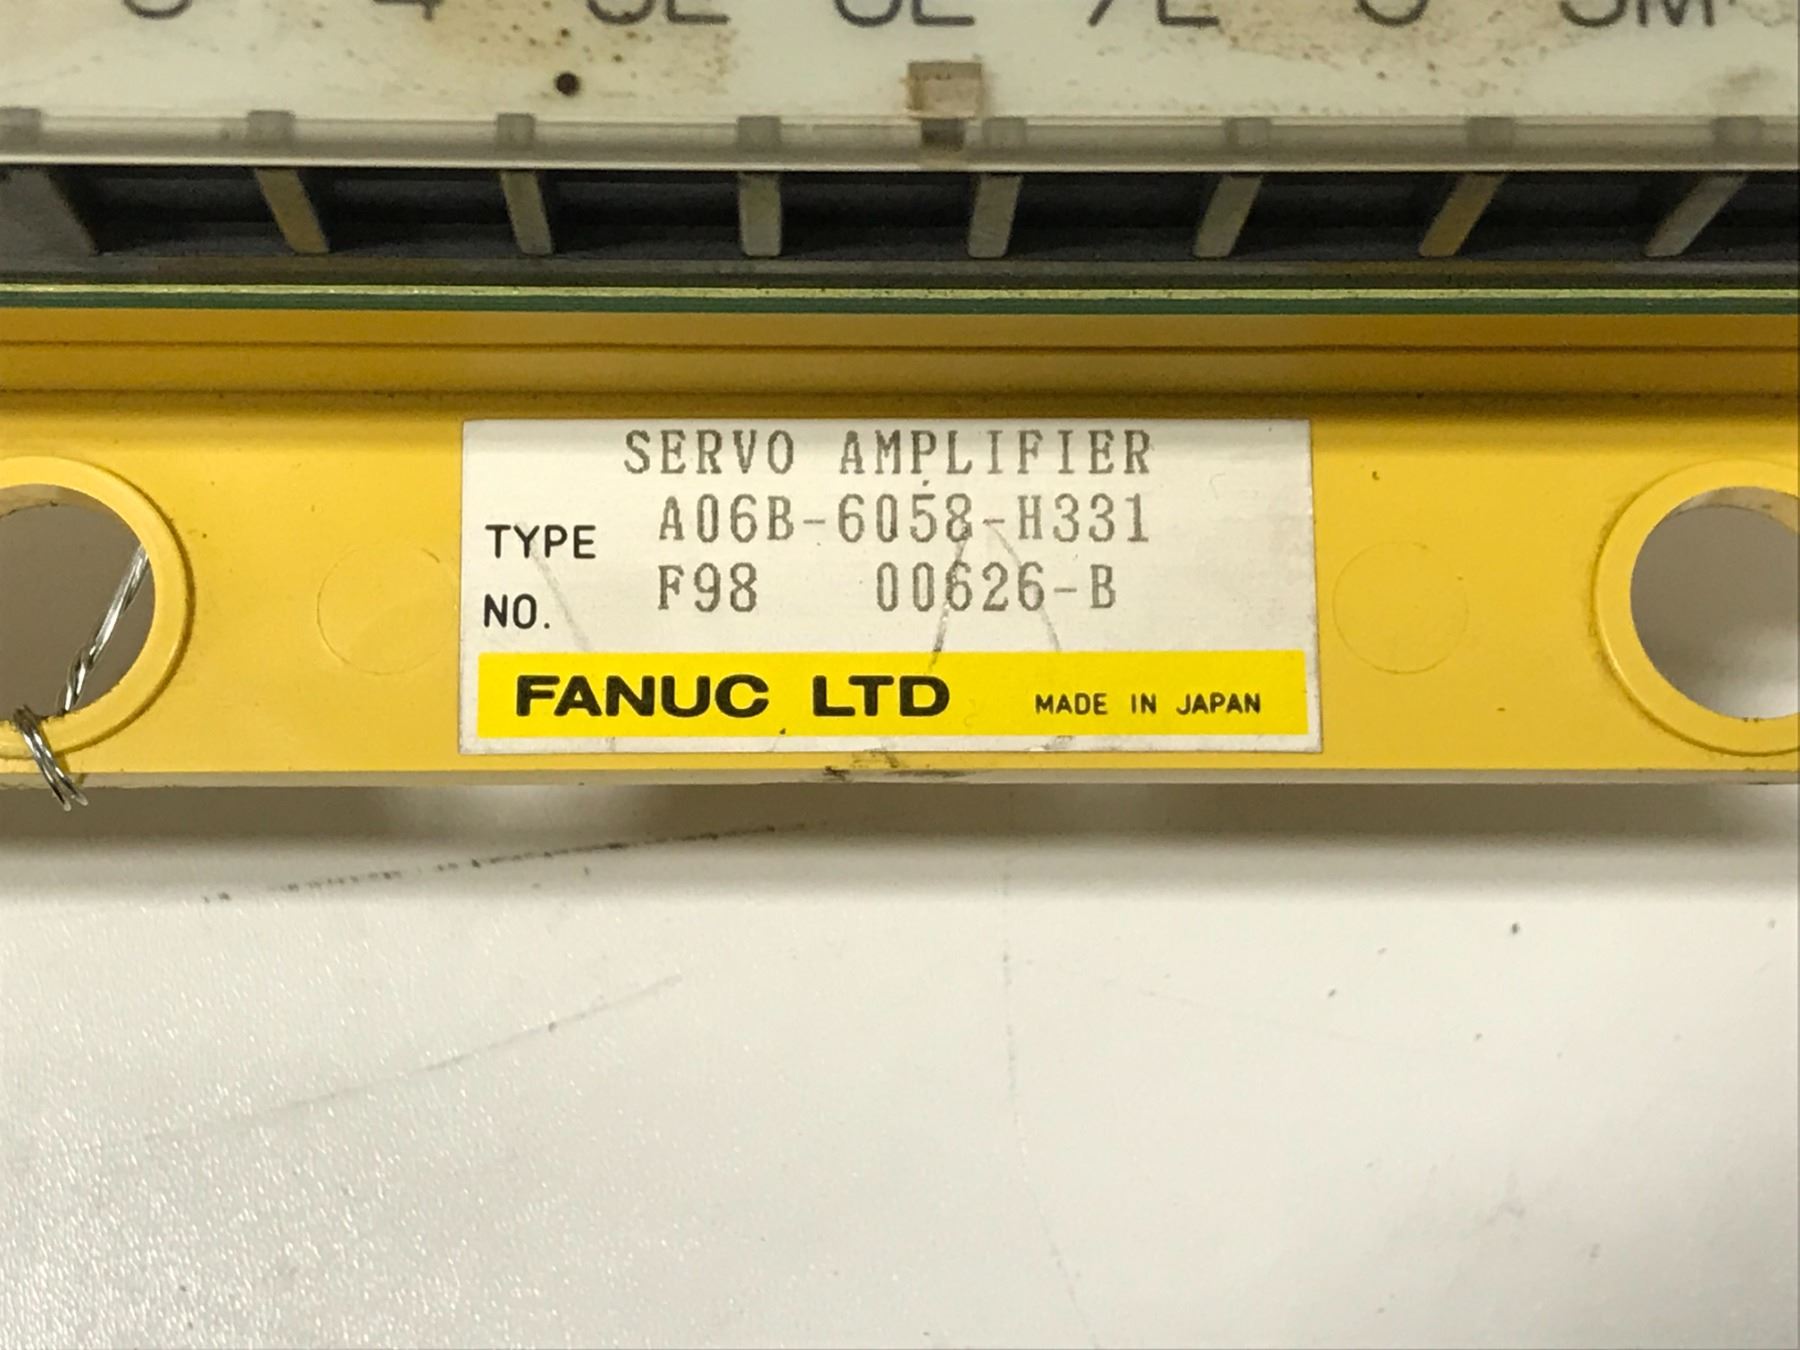 SERVO AMPLIFIER
TYPE A06B-6058-H331
NO. F98 00626-B
FANUC LTD MADE IN JAPAN